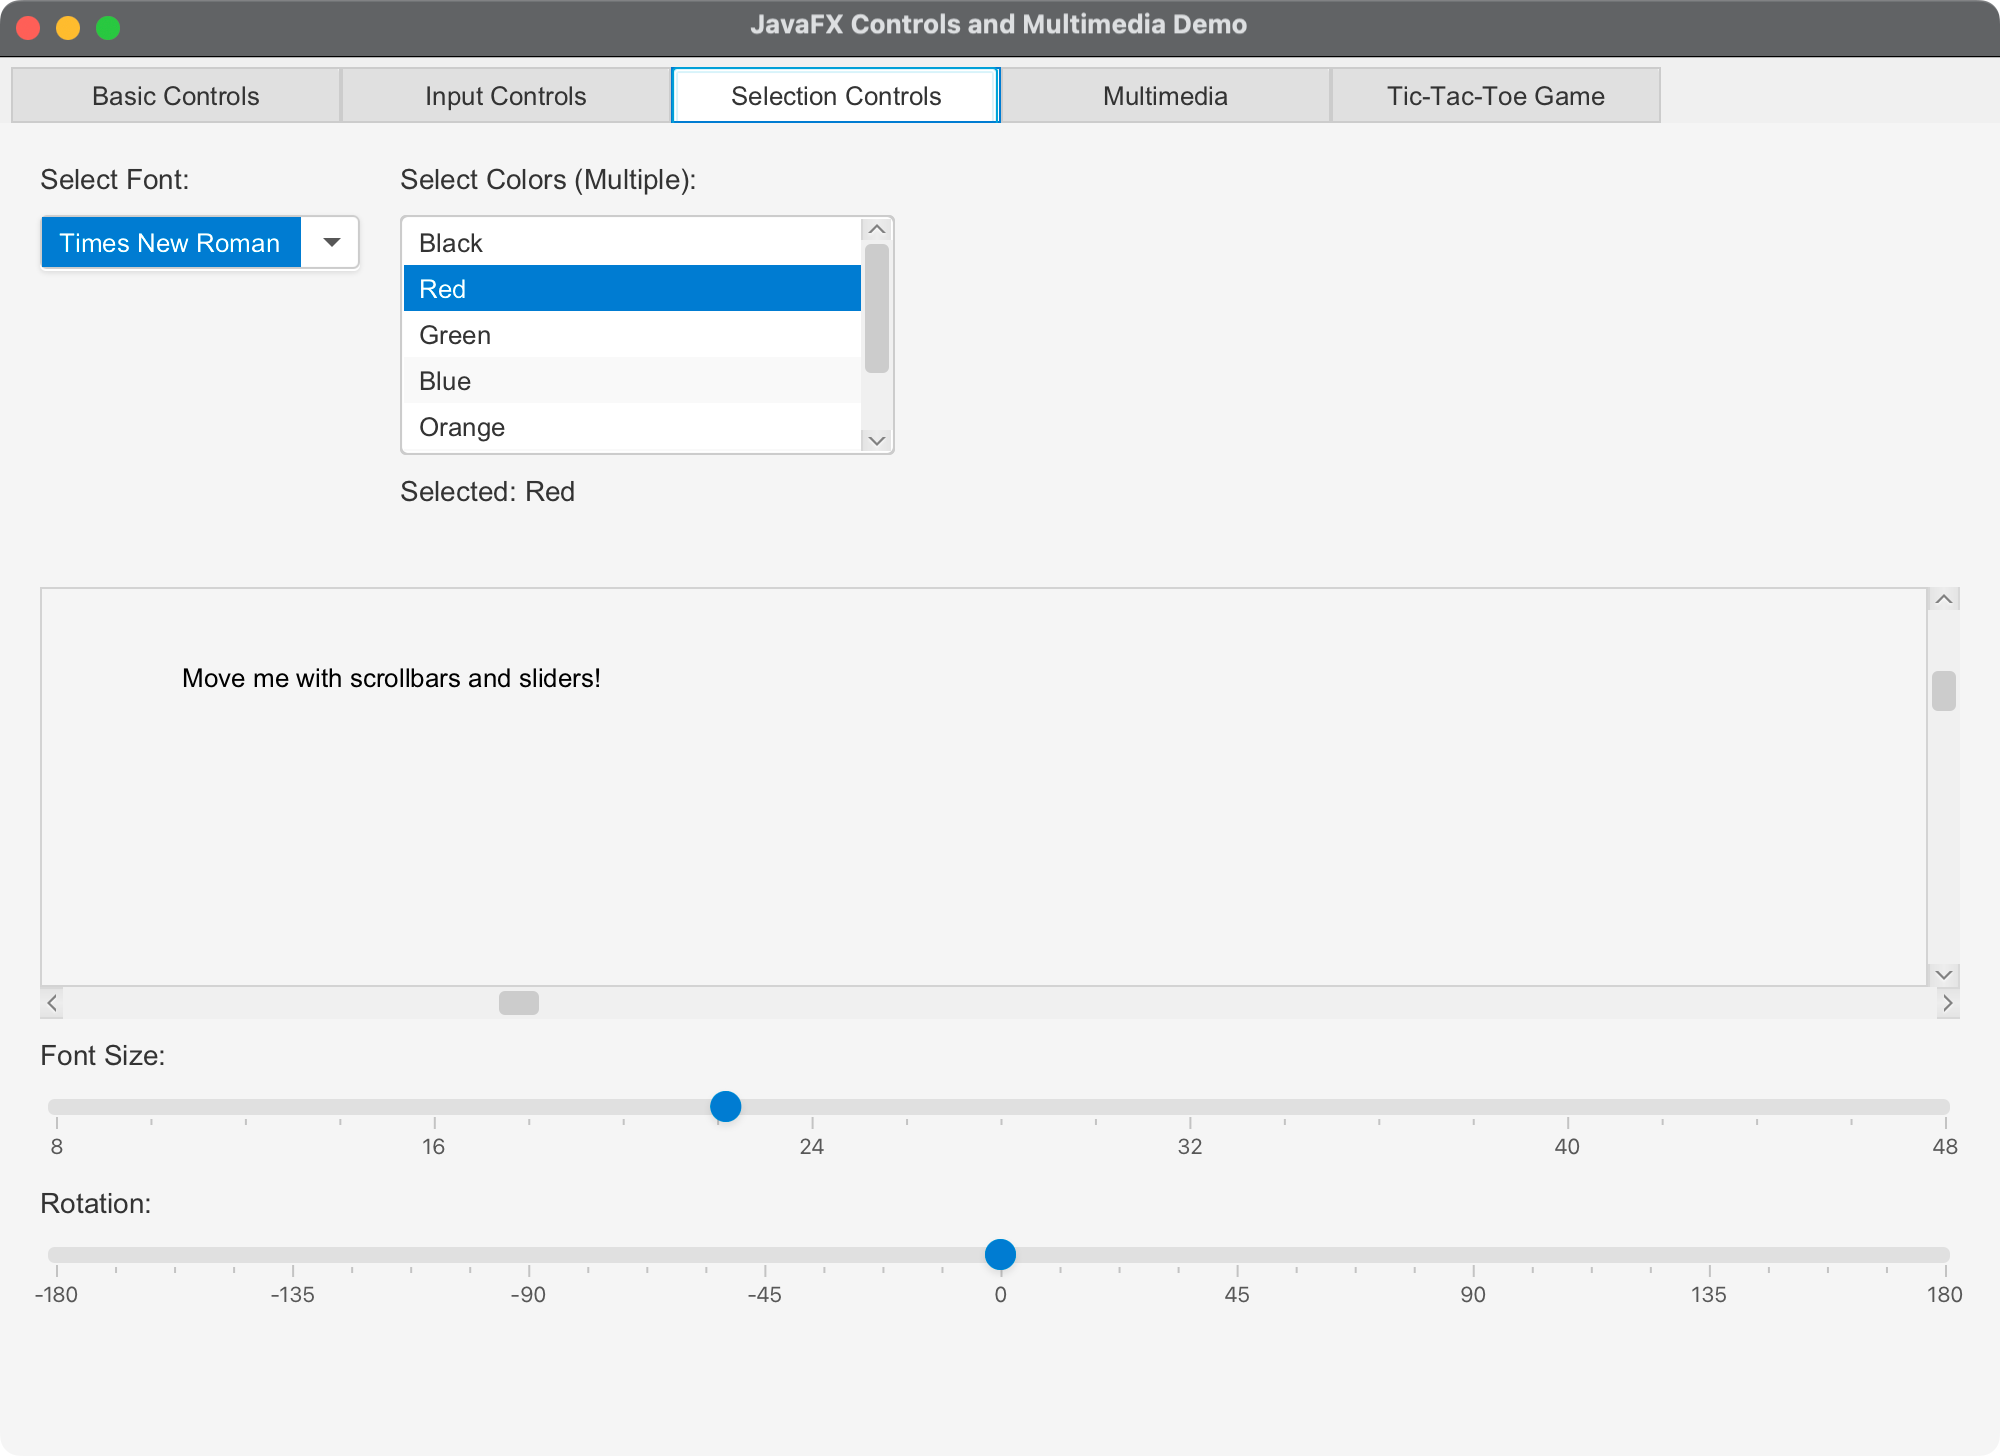 JavaFX Controls and Multimedia Demo
Basic Controls
Input Controls
Selection Controls
Multimedia
Tic-Tac-Toe Game
Select Font:
Times New Roman
Select Colors (Multiple):
Black
Red
Green
Blue
Orange
Selected: Red
Move me with scrollbars and sliders!
Font Size:
8 16 24 32 40 48
Rotation:
-180 -135 -90 -45 0 45 90 135 180